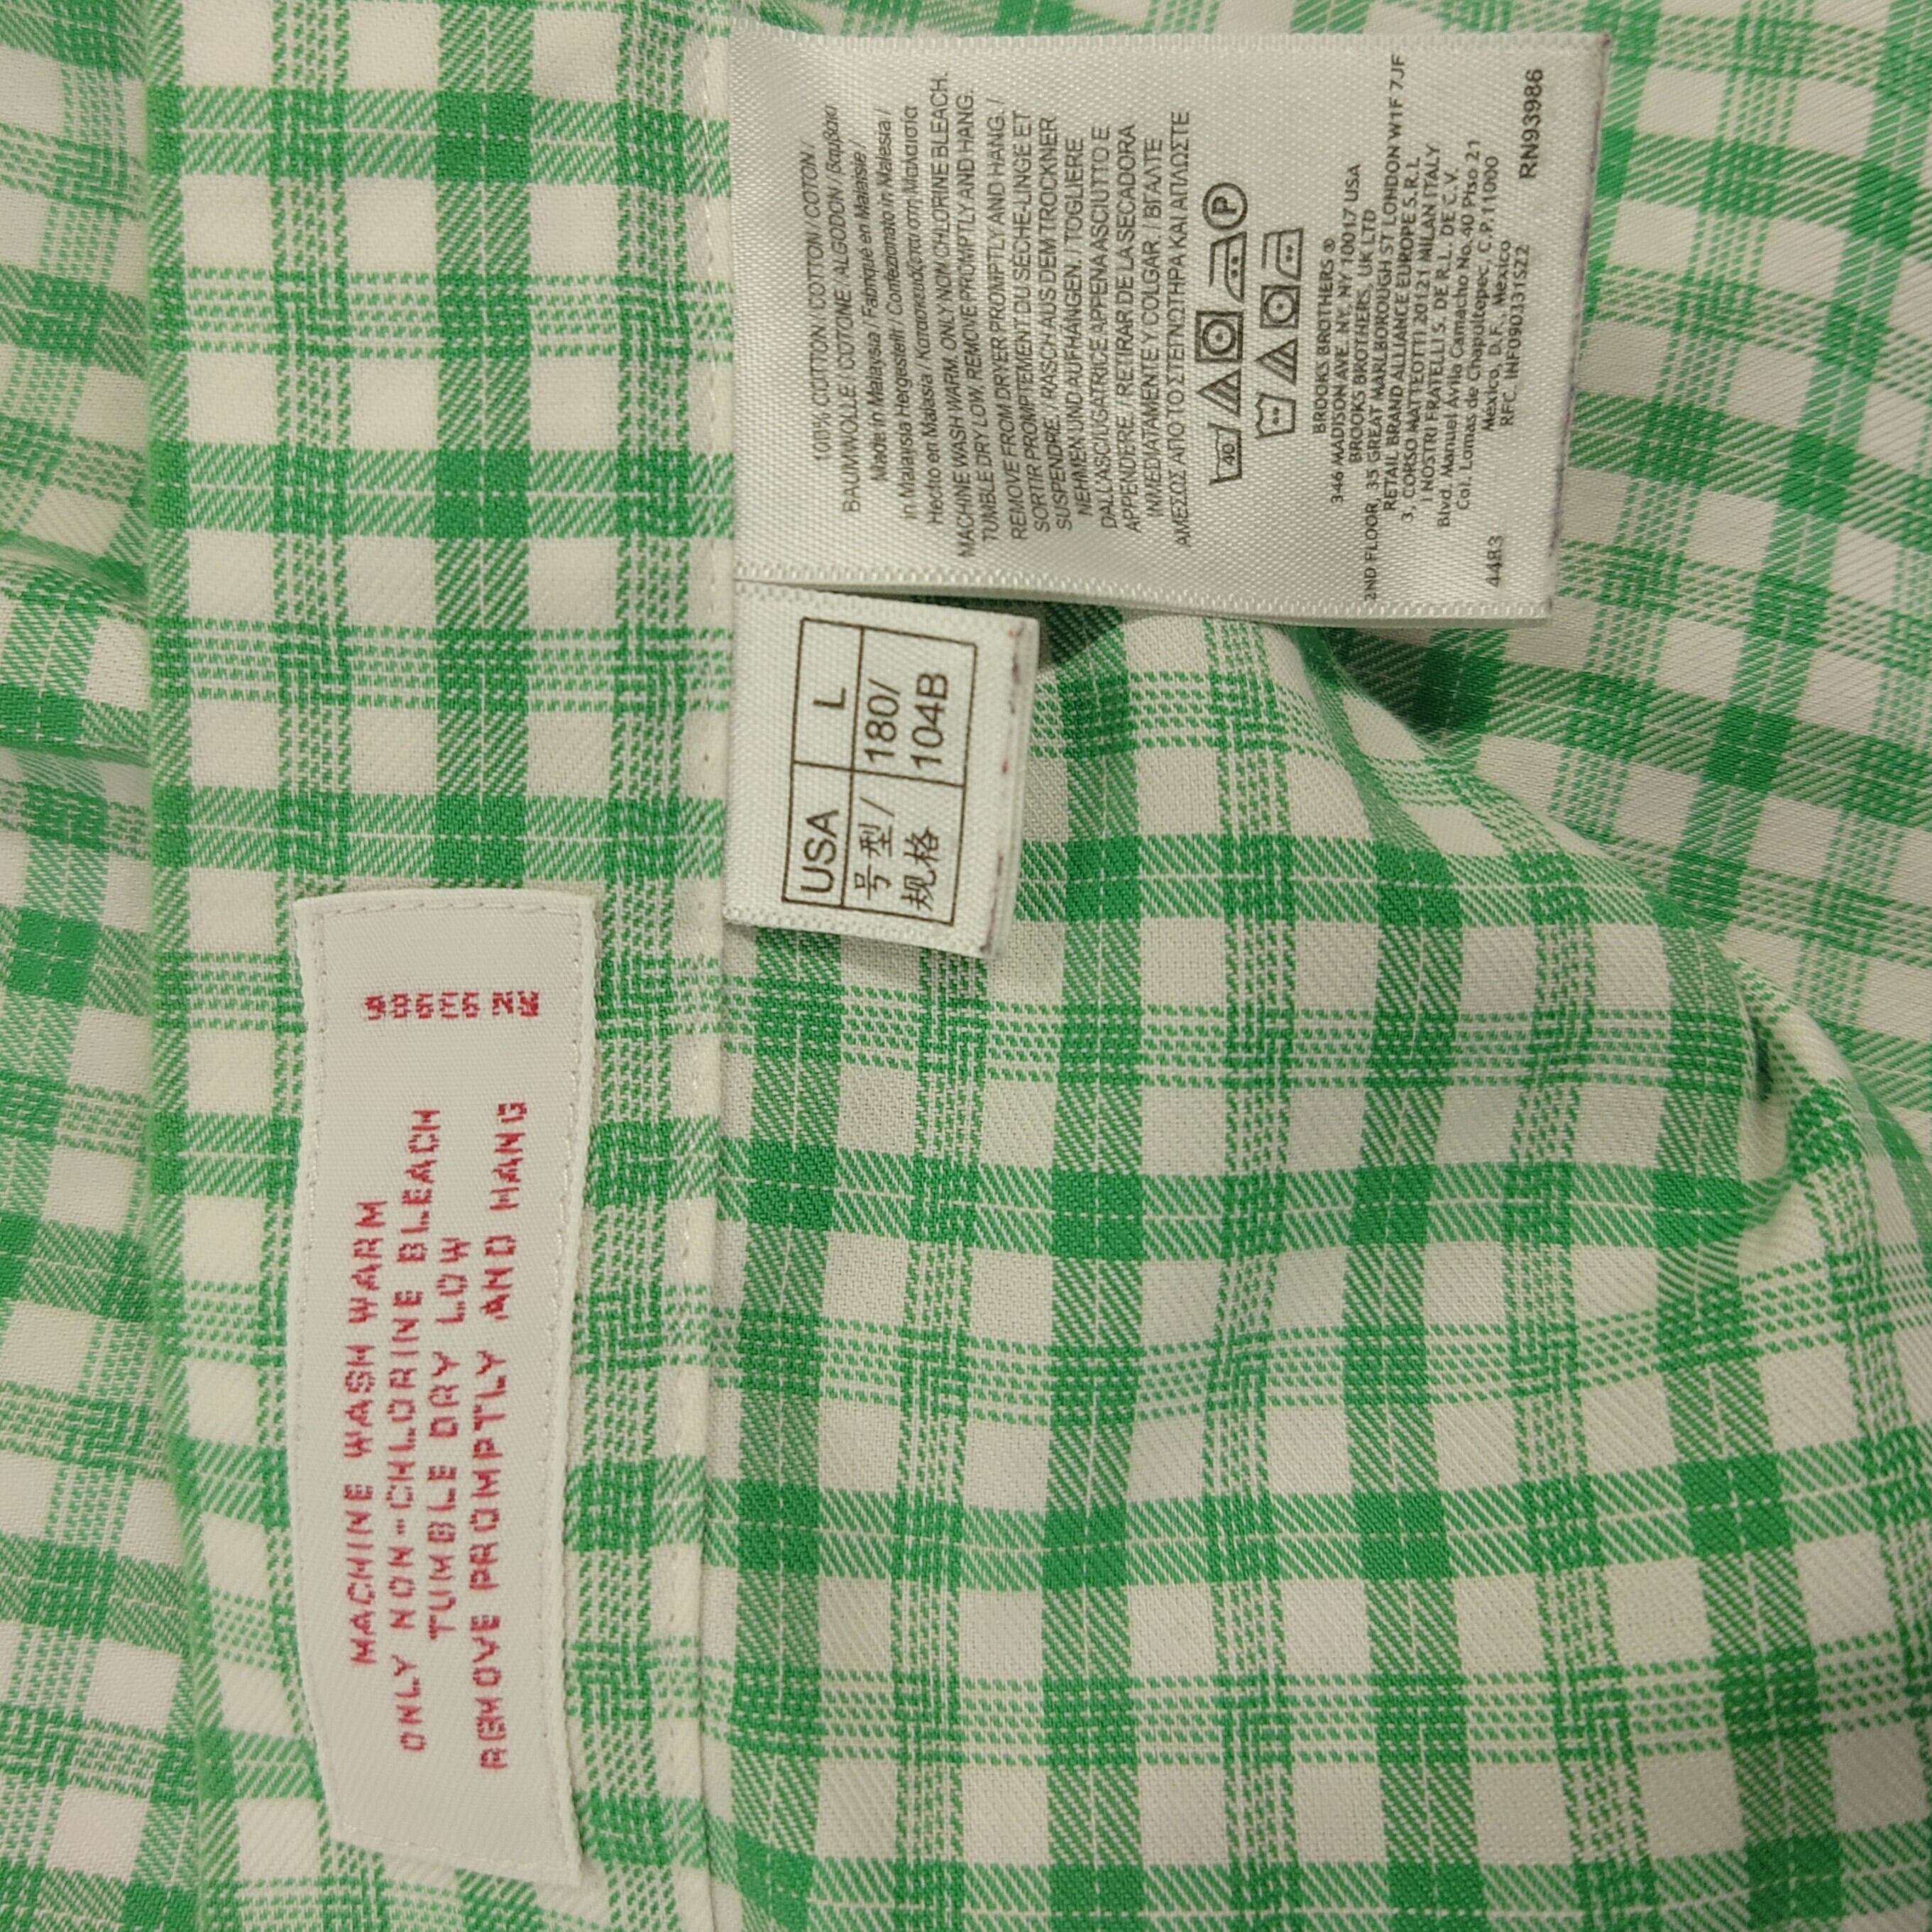 100% COTTON / COTTON / COTON /
BAUMWOLLE / COTONE / ALGODON / Βαμβάκι
Made in Malaysia / Fabriqué en Malaisie /
in Malaisia Hergestellt / Confezionato in Malesia /
Hecho en Malasia / Κατασκευάζεται στη Μαλαισία
MACHINE WASH WARM. ONLY NON CHLORINE BLEACH.
TUMBLE DRY LOW, REMOVE PROMPTLY AND HANG.
REMOVE FROM DRYER PROMPTLY AND HANG. /
SORTIR PROMPTEMENT DU SÈCHE-LINGE ET
SUSPENDRE. / RASCH AUS DEM TROCKNER
NEHMEN UND AUFHÄNGEN. / TOGLIERE
DALL ASCIUGATRICE APPENA ASCIUTTO E
APPENDERE. / RETIRAR DE LA SECADORA
INMEDIATAMENTE Y COLGAR. / ΒΓΑΛΤΕ
ΑΜΕΣΩΣ ΑΠΟ ΤΟ ΣΤΕΓΝΩΤΗΡΑ ΚΑΙ ΑΠΛΩΣΤΕ
40
P
BROOKS BROTHERS ®
346 MADISON AVE. NY, NY 10017 USA
BROOKS BROTHERS, UK LTD
2ND FLOOR, 35 GREAT MARLBOROUGH ST LONDON W1F 7JF
RETAIL BRAND ALLIANCE EUROPE S.R.L.
3, CORSO MATTEOTTI 20121 MILAN ITALY
I NOSTRI FRATELLI S. DE R.L. DE C.V.
Blvd. Manuel Avila Camacho No. 40 Piso 21
Col. Lomas de Chapultepec, C.P. 11000
México, D.F., Mexico
RFC. INF090331SZ2
4483
RN93986
USA L
号型/ 180/
规格 104B
MACHINE WASH WARM
ONLY NON-CHLORINE BLEACH
TUMBLE DRY LOW
REMOVE PROMPTLY AND HANG